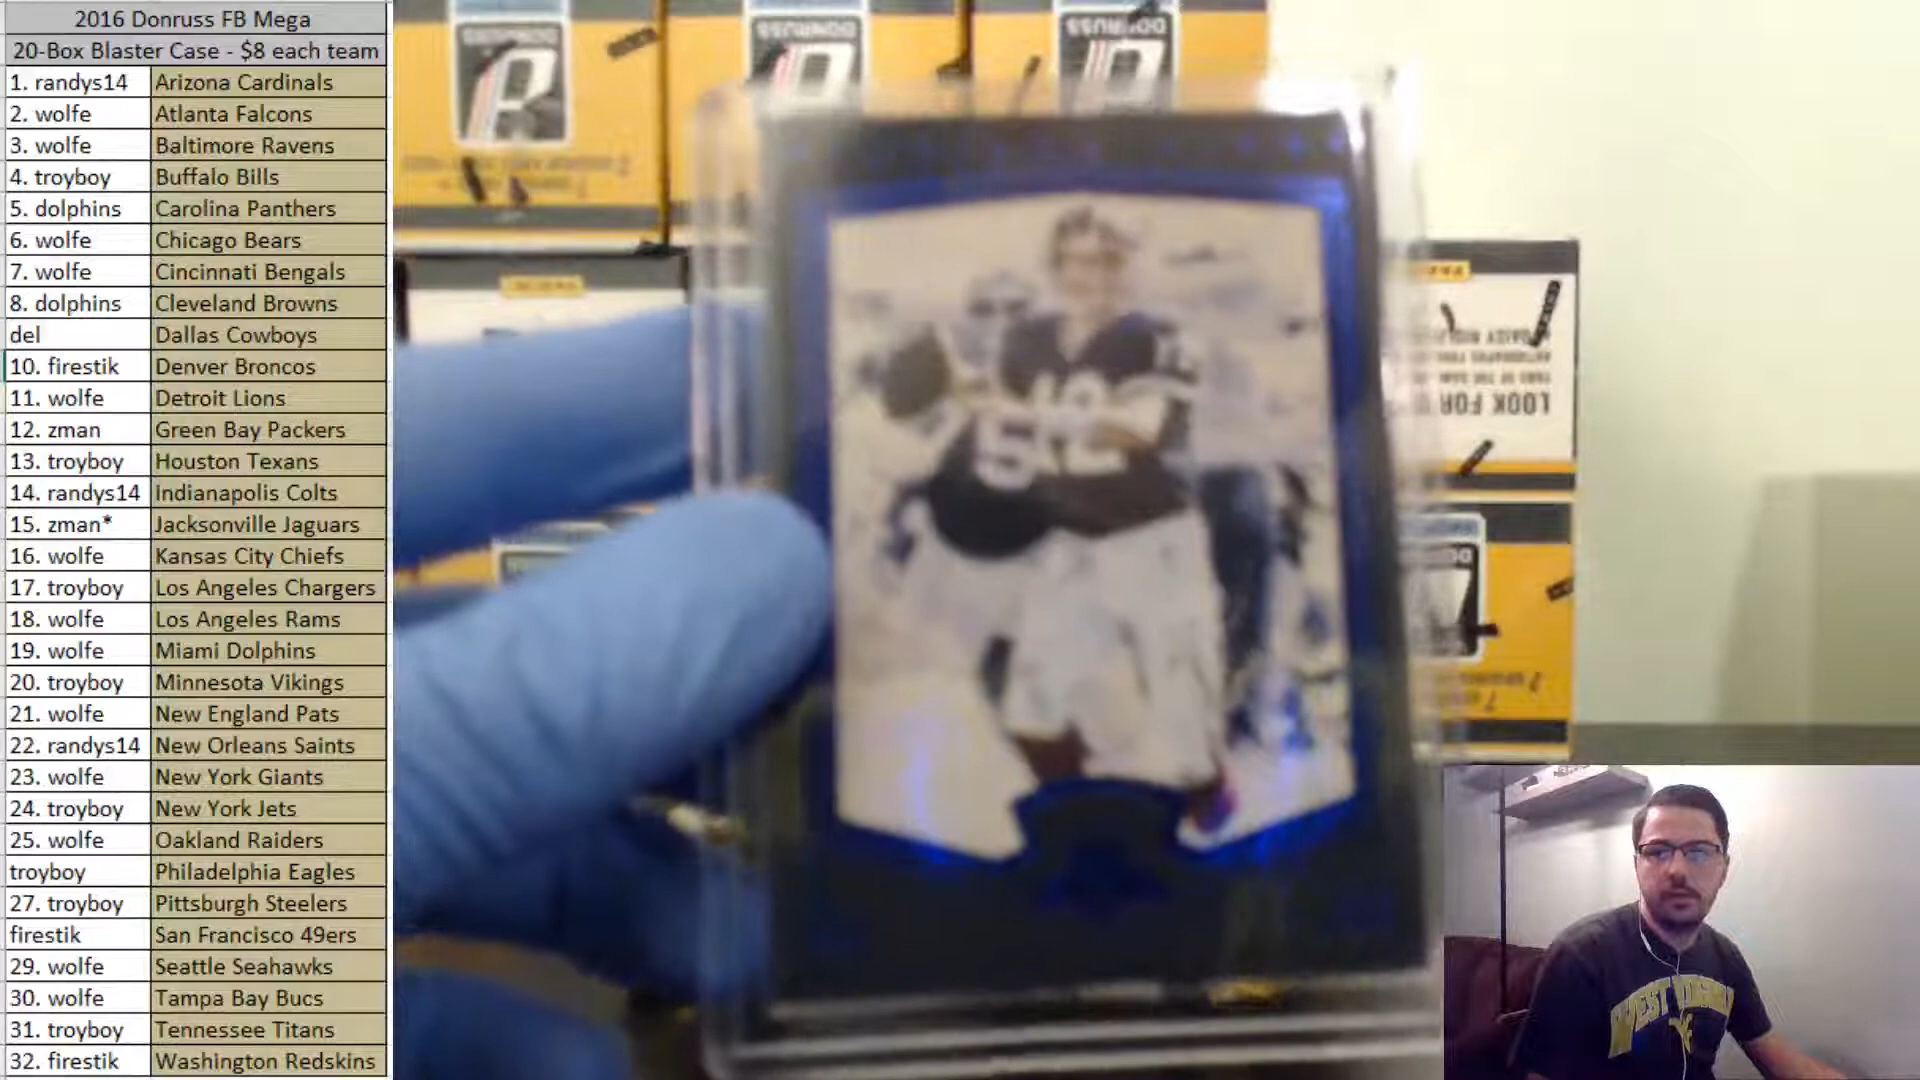 2016 Donruss FB Mega
20-Box Blaster Case - $8 each team
1. randys14 Arizona Cardinals
2. wolfe Atlanta Falcons
3. wolfe Baltimore Ravens
4. troyboy Buffalo Bills
5. dolphins Carolina Panthers
6. wolfe Chicago Bears
7. wolfe Cincinnati Bengals
8. dolphins Cleveland Browns
del Dallas Cowboys
10. firestik Denver Broncos
11. wolfe Detroit Lions
12. zman Green Bay Packers
13. troyboy Houston Texans
14. randys14 Indianapolis Colts
15. zman* Jacksonville Jaguars
16. wolfe Kansas City Chiefs
17. troyboy Los Angeles Chargers
18. wolfe Los Angeles Rams
19. wolfe Miami Dolphins
20. troyboy Minnesota Vikings
21. wolfe New England Pats
22. randys14 New Orleans Saints
23. wolfe New York Giants
24. troyboy New York Jets
25. wolfe Oakland Raiders
troyboy Philadelphia Eagles
27. troyboy Pittsburgh Steelers
firestik San Francisco 49ers
29. wolfe Seattle Seahawks
30. wolfe Tampa Bay Bucs
31. troyboy Tennessee Titans
32. firestik Washington Redskins
DONRUSS
DONRUSS
DONRUSS
LOOK FOR
12
WEST VIRGINIA